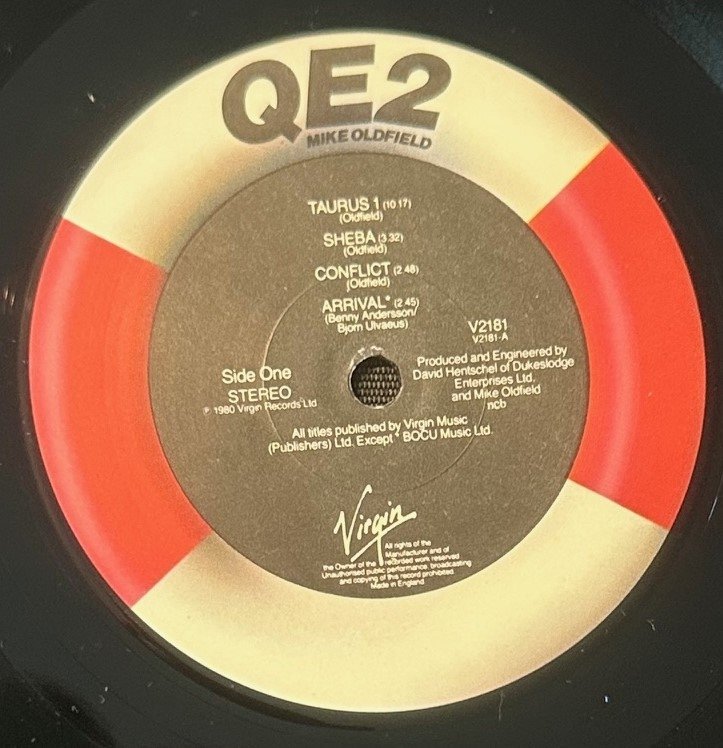 QE2
MIKE OLDFIELD
TAURUS 1 (10 17)
(Oldfield)
SHEBA (3.32)
(Oldfield)
CONFLICT (2 48)
(Oldfield)
ARRIVAL* (2 45)
(Benny Andersson/
Bjorn Ulvaeus)
V2181
V2181-A
Side One
STEREO
℗ 1980 Virgin Records Ltd
Produced and Engineered by
David Hentschel of Dukeslodge
Enterprises Ltd.
and Mike Oldfield
ncb
All titles published by Virgin Music
(Publishers) Ltd. Except * BOCU Music Ltd.
Virgin
All rights of the
Manufacturer and of
the Owner of the recorded work reserved
Unauthorised public performance broadcasting
and copying of this record prohibited
Made in England